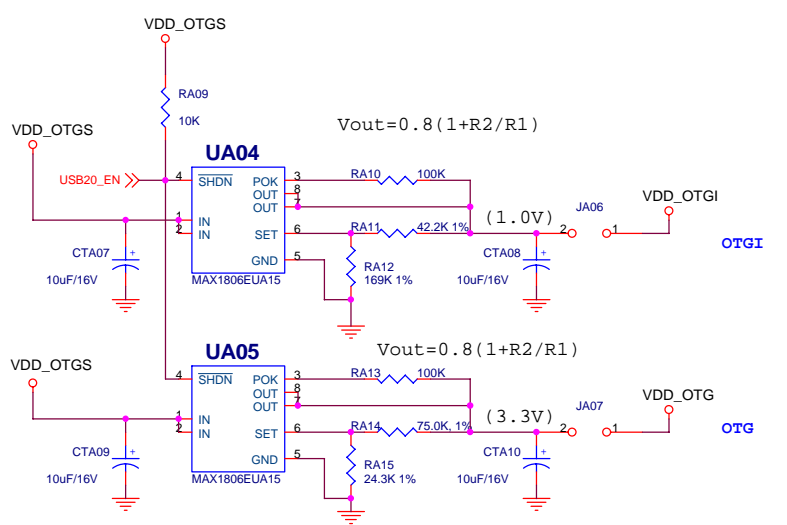 VDD_OTGS
RA09
10K
VDD_OTGS
Vout=0.8(1+R2/R1)
UA04
USB20_EN
4 SHDN POK 3 RA10 100K
OUT 8
OUT 7
VDD_OTGI
1 IN
2 IN SET 6 RA11 42.2K 1% (1.0V) 2 JA06 1
OTGI
CTA07 + GND 5 RA12 CTA08 +
10uF/16V MAX1806EUA15 169K 1% 10uF/16V
UA05
Vout=0.8(1+R2/R1)
VDD_OTGS
4 SHDN POK 3 RA13 100K
OUT 8
OUT 7
VDD_OTG
1 IN
2 IN SET 6 RA14 75.0K, 1% (3.3V) 2 JA07 1
OTG
CTA09 + GND 5 RA15 CTA10 +
10uF/16V MAX1806EUA15 24.3K 1% 10uF/16V